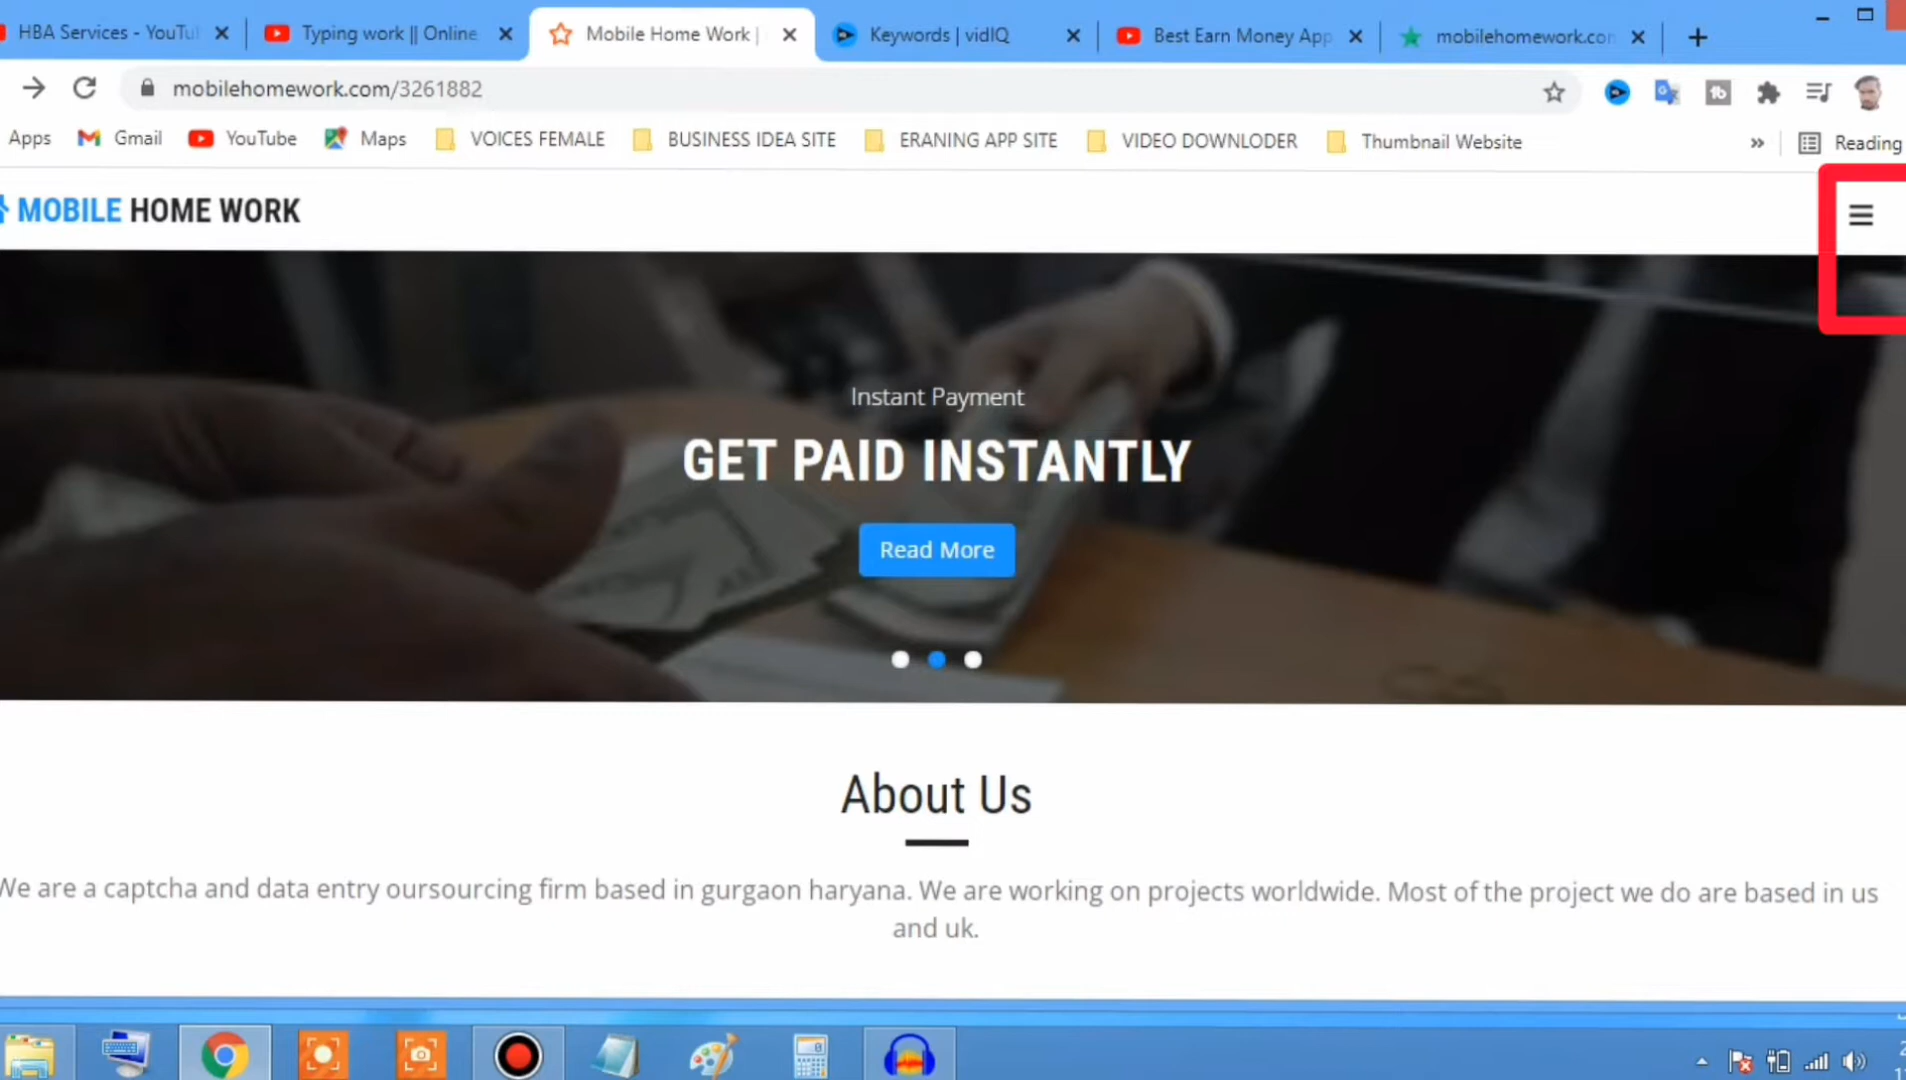 HBA Services - YouTu
Typing work || Online
Mobile Home Work |
Keywords | vidIQ
Best Earn Money App
mobilehomework.con
mobilehomework.com/3261882
Apps
Gmail
YouTube
Maps
VOICES FEMALE
BUSINESS IDEA SITE
ERANING APP SITE
VIDEO DOWNLODER
Thumbnail Website
»
Reading
MOBILE HOME WORK
Instant Payment
GET PAID INSTANTLY
Read More
About Us
We are a captcha and data entry oursourcing firm based in gurgaon haryana. We are working on projects worldwide. Most of the project we do are based in us
and uk.